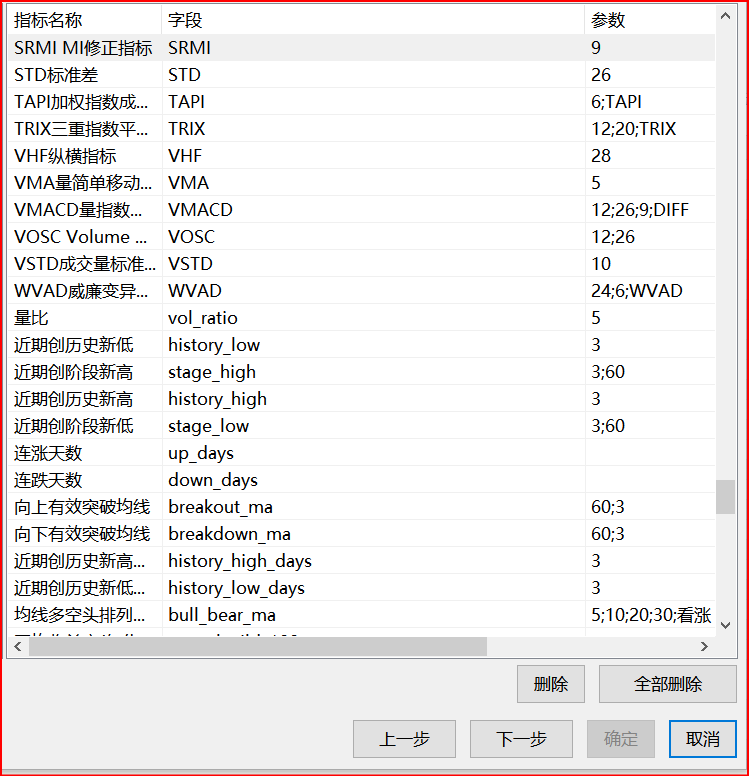 指标名称 字段 参数
SRMI MI修正指标 SRMI 9
STD标准差 STD 26
TAPI加权指数成... TAPI 6;TAPI
TRIX三重指数平... TRIX 12;20;TRIX
VHF纵横指标 VHF 28
VMA量简单移动... VMA 5
VMACD量指数... VMACD 12;26;9;DIFF
VOSC Volume ... VOSC 12;26
VSTD成交量标准... VSTD 10
WVAD威廉变异... WVAD 24;6;WVAD
量比 vol_ratio 5
近期创历史新低 history_low 3
近期创阶段新高 stage_high 3;60
近期创历史新高 history_high 3
近期创阶段新低 stage_low 3;60
连涨天数 up_days
连跌天数 down_days
向上有效突破均线 breakout_ma 60;3
向下有效突破均线 breakdown_ma 60;3
近期创历史新高... history_high_days 3
近期创历史新低... history_low_days 3
均线多空头排列... bull_bear_ma 5;10;20;30;看涨
删除 全部删除
上一步 下一步 确定 取消